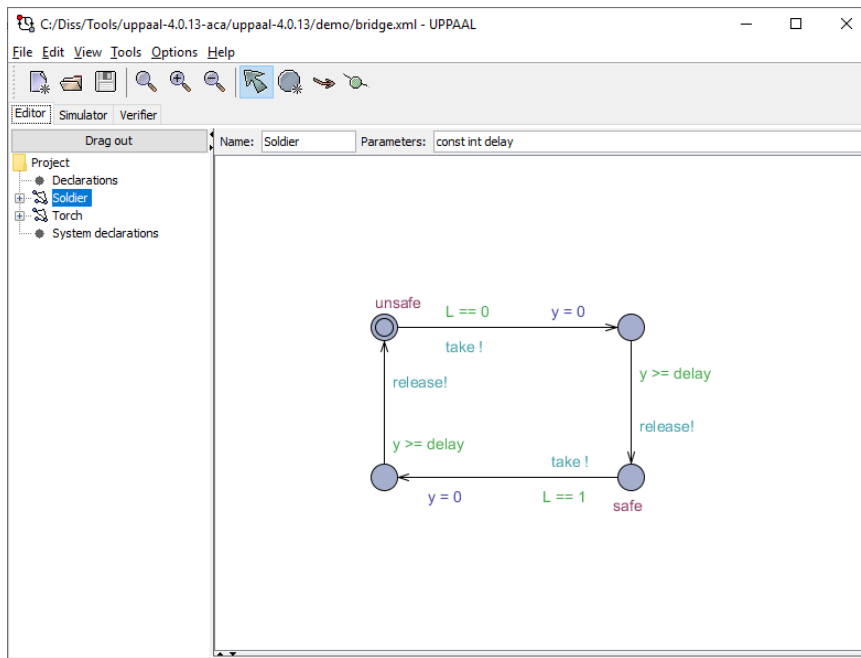 C:/Diss/Tools/uppaal-4.0.13-aca/uppaal-4.0.13/demo/bridge.xml - UPPAAL
File Edit View Tools Options Help
Editor Simulator Verifier
Drag out
Name: Soldier Parameters: const int delay
Project
Declarations
Soldier
Torch
System declarations
unsafe
L == 0 y = 0
take !
y >= delay
release!
release!
y >= delay
take !
y = 0 L == 1
safe